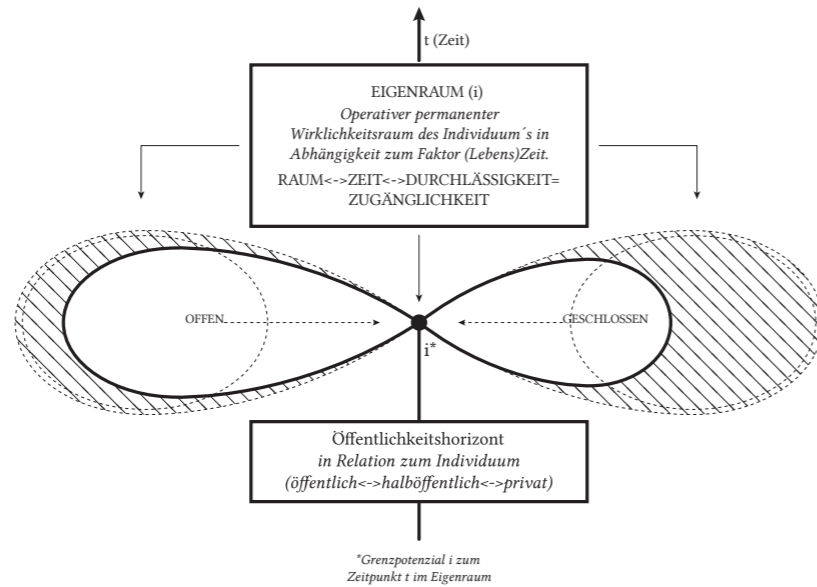 t (Zeit)
EIGENRAUM (i)
Operativer permanenter
Wirklichkeitsraum des Individuum´s in
Abhängigkeit zum Faktor (Lebens)Zeit.
RAUM<->ZEIT<->DURCHLÄSSIGKEIT=
ZUGÄNGLICHKEIT
OFFEN
GESCHLOSSEN
i*
Öffentlichkeitshorizont
in Relation zum Individuum
(öffentlich<->halböffentlich<->privat)
*Grenzpotenzial i zum
Zeitpunkt t im Eigenraum